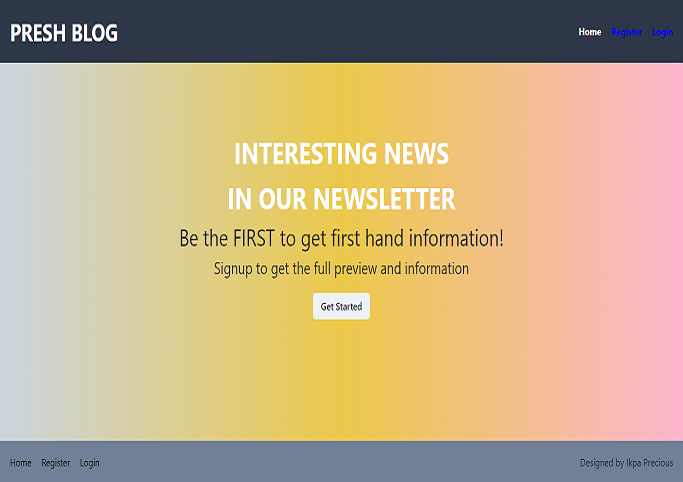 PRESH BLOG
Home Register Login
INTERESTING NEWS
IN OUR NEWSLETTER
Be the FIRST to get first hand information!
Signup to get the full preview and information
Get Started
Home Register Login
Designed by Ikpa Precious